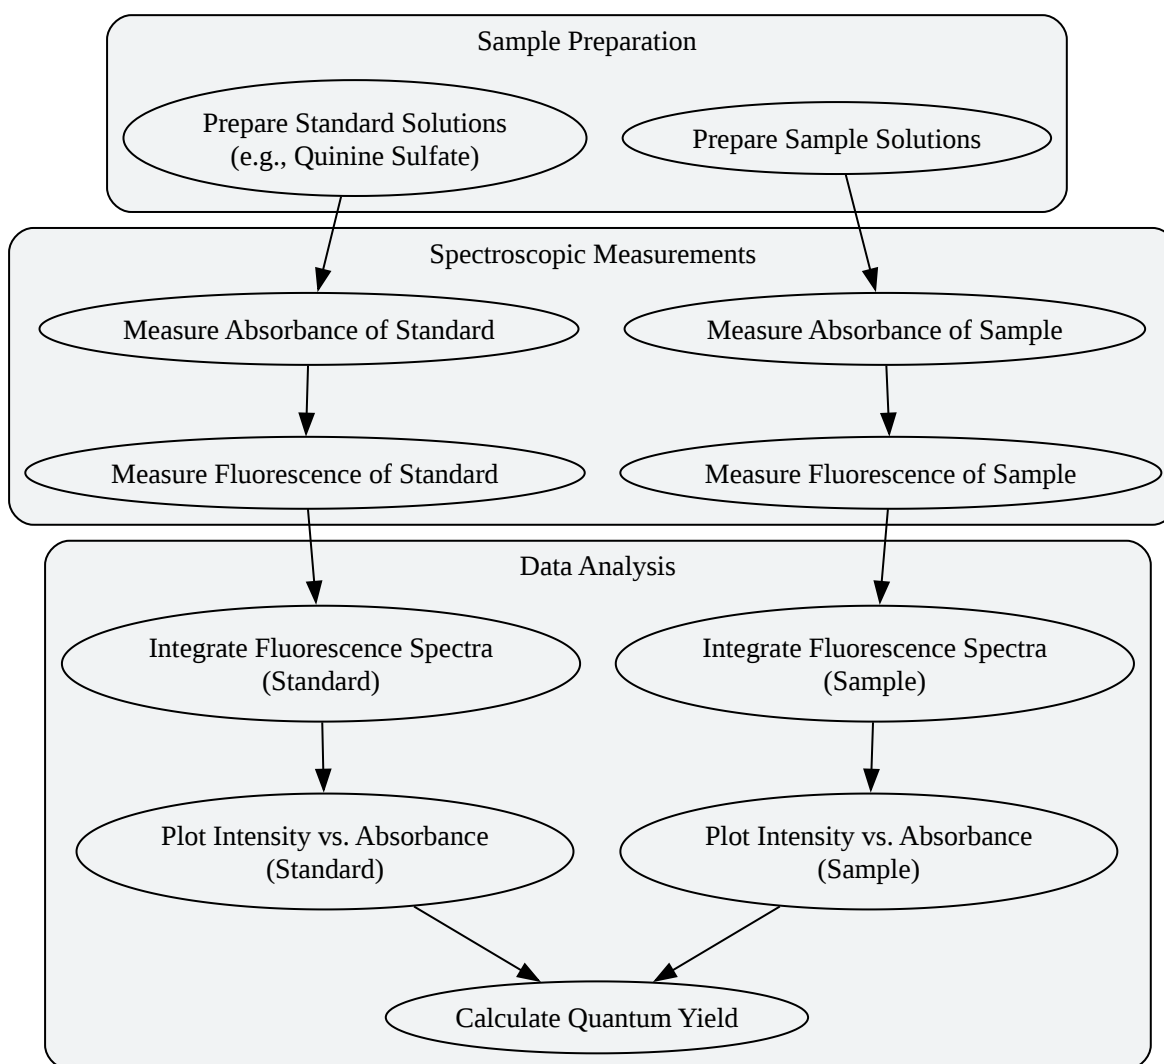 Sample Preparation
Prepare Standard Solutions
(e.g., Quinine Sulfate)
Prepare Sample Solutions
Spectroscopic Measurements
Measure Absorbance of Standard
Measure Absorbance of Sample
Measure Fluorescence of Standard
Measure Fluorescence of Sample
Data Analysis
Integrate Fluorescence Spectra
(Standard)
Integrate Fluorescence Spectra
(Sample)
Plot Intensity vs. Absorbance
(Standard)
Plot Intensity vs. Absorbance
(Sample)
Calculate Quantum Yield